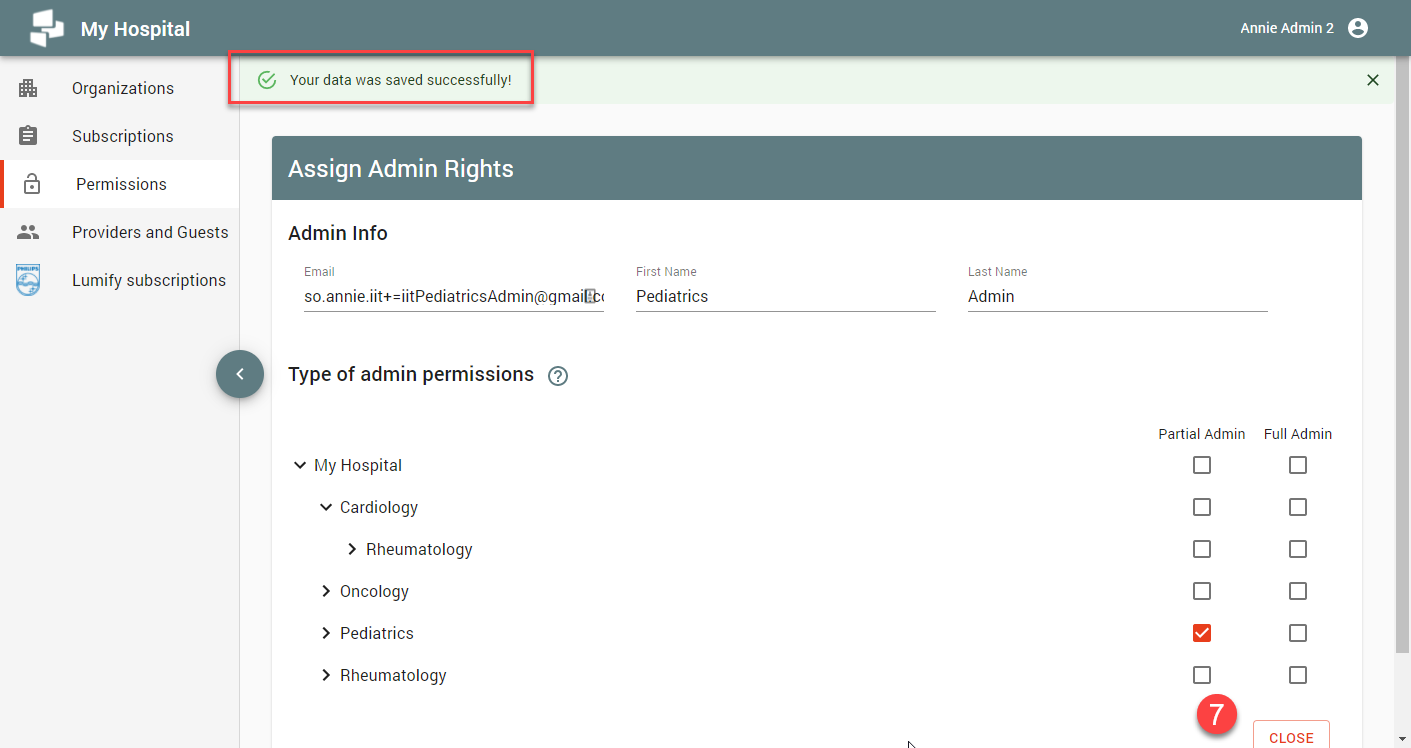 My Hospital
Annie Admin 2
Your data was saved successfully!
Organizations
Subscriptions
Permissions
Providers and Guests
PHILIPS
Lumify subscriptions
Assign Admin Rights
Admin Info
Email First Name Last Name
so.annie.iit+=iitPediatricsAdmin@gmail.co Pediatrics Admin
Type of admin permissions ?
Partial Admin Full Admin
My Hospital
Cardiology
Rheumatology
Oncology
Pediatrics
Rheumatology
7
CLOSE